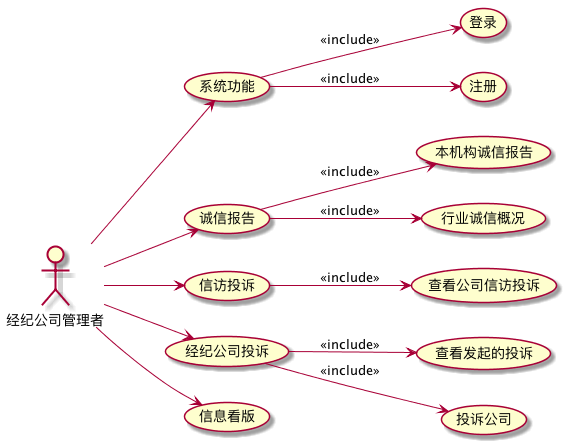 登录
«include»
系统功能
«include»
注册
本机构诚信报告
«include»
诚信报告
«include»
行业诚信概况
经纪公司管理者
信访投诉
«include»
查看公司信访投诉
经纪公司投诉
«include»
查看发起的投诉
«include»
投诉公司
信息看版